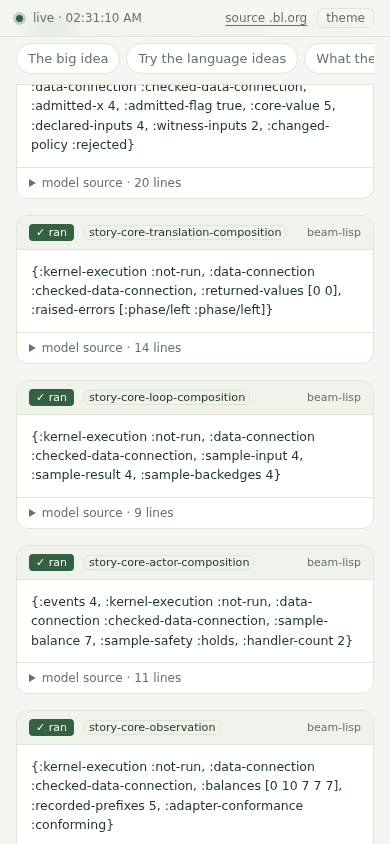 live · 02:31:10 AM
source .bl.org
theme
The big idea
Try the language ideas
What the
:data-connection :checked-data-connection,
:admitted-x 4, :admitted-flag true, :core-value 5,
:declared-inputs 4, :witness-inputs 2, :changed-
policy :rejected}
▶ model source · 20 lines
✓ ran story-core-translation-composition beam-lisp
{:kernel-execution :not-run, :data-connection
:checked-data-connection, :returned-values [0 0],
:raised-errors [:phase/left :phase/left]}
▶ model source · 14 lines
✓ ran story-core-loop-composition beam-lisp
{:kernel-execution :not-run, :data-connection
:checked-data-connection, :sample-input 4,
:sample-result 4, :sample-backedges 4}
▶ model source · 9 lines
✓ ran story-core-actor-composition beam-lisp
{:events 4, :kernel-execution :not-run, :data-
connection :checked-data-connection, :sample-
balance 7, :sample-safety :holds, :handler-count 2}
▶ model source · 11 lines
✓ ran story-core-observation beam-lisp
{:kernel-execution :not-run, :data-connection
:checked-data-connection, :balances [0 10 7 7 7],
:recorded-prefixes 5, :adapter-conformance
:conforming}